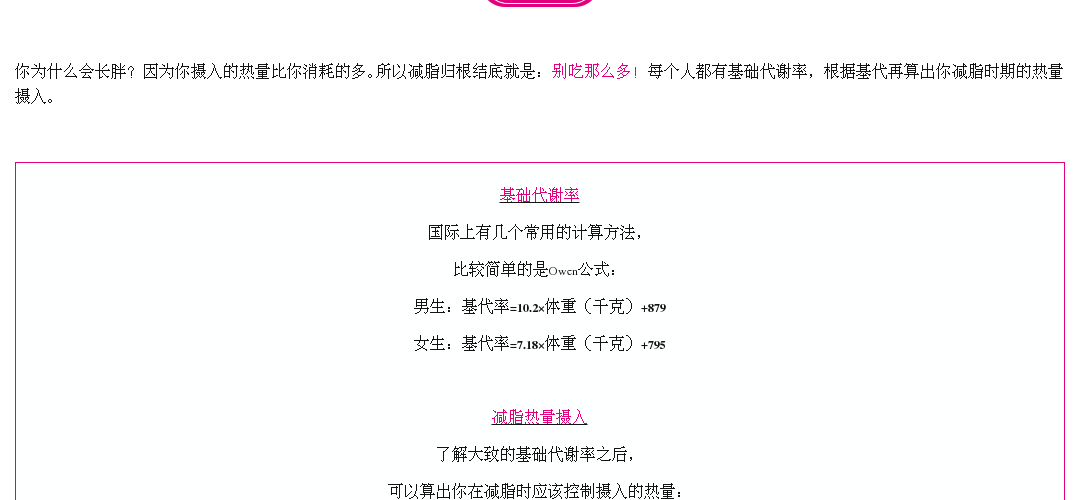 你为什么会长胖？因为你摄入的热量比你消耗的多。所以减脂归根结底就是：别吃那么多！每个人都有基础代谢率，根据基代再算出你减脂时期的热量
摄入。
基础代谢率
国际上有几个常用的计算方法，
比较简单的是Owen公式：
男生：基代率=10.2×体重（千克）+879
女生：基代率=7.18×体重（千克）+795
减脂热量摄入
了解大致的基础代谢率之后，
可以算出你在减脂时应该控制摄入的热量：